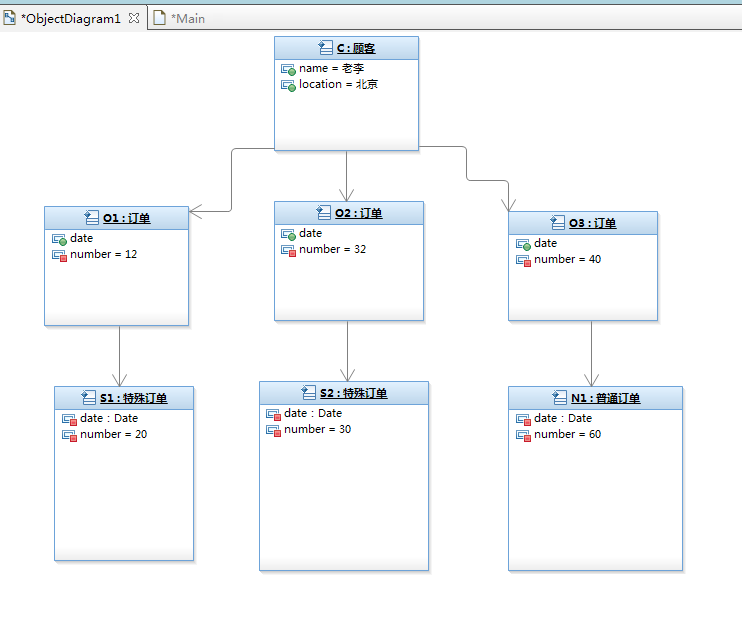 *ObjectDiagram1
*Main
C : 顾客
name = 老李
location = 北京
O1 : 订单
date
number = 12
O2 : 订单
date
number = 32
O3 : 订单
date
number = 40
S1 : 特殊订单
date : Date
number = 20
S2 : 特殊订单
date : Date
number = 30
N1 : 普通订单
date : Date
number = 60